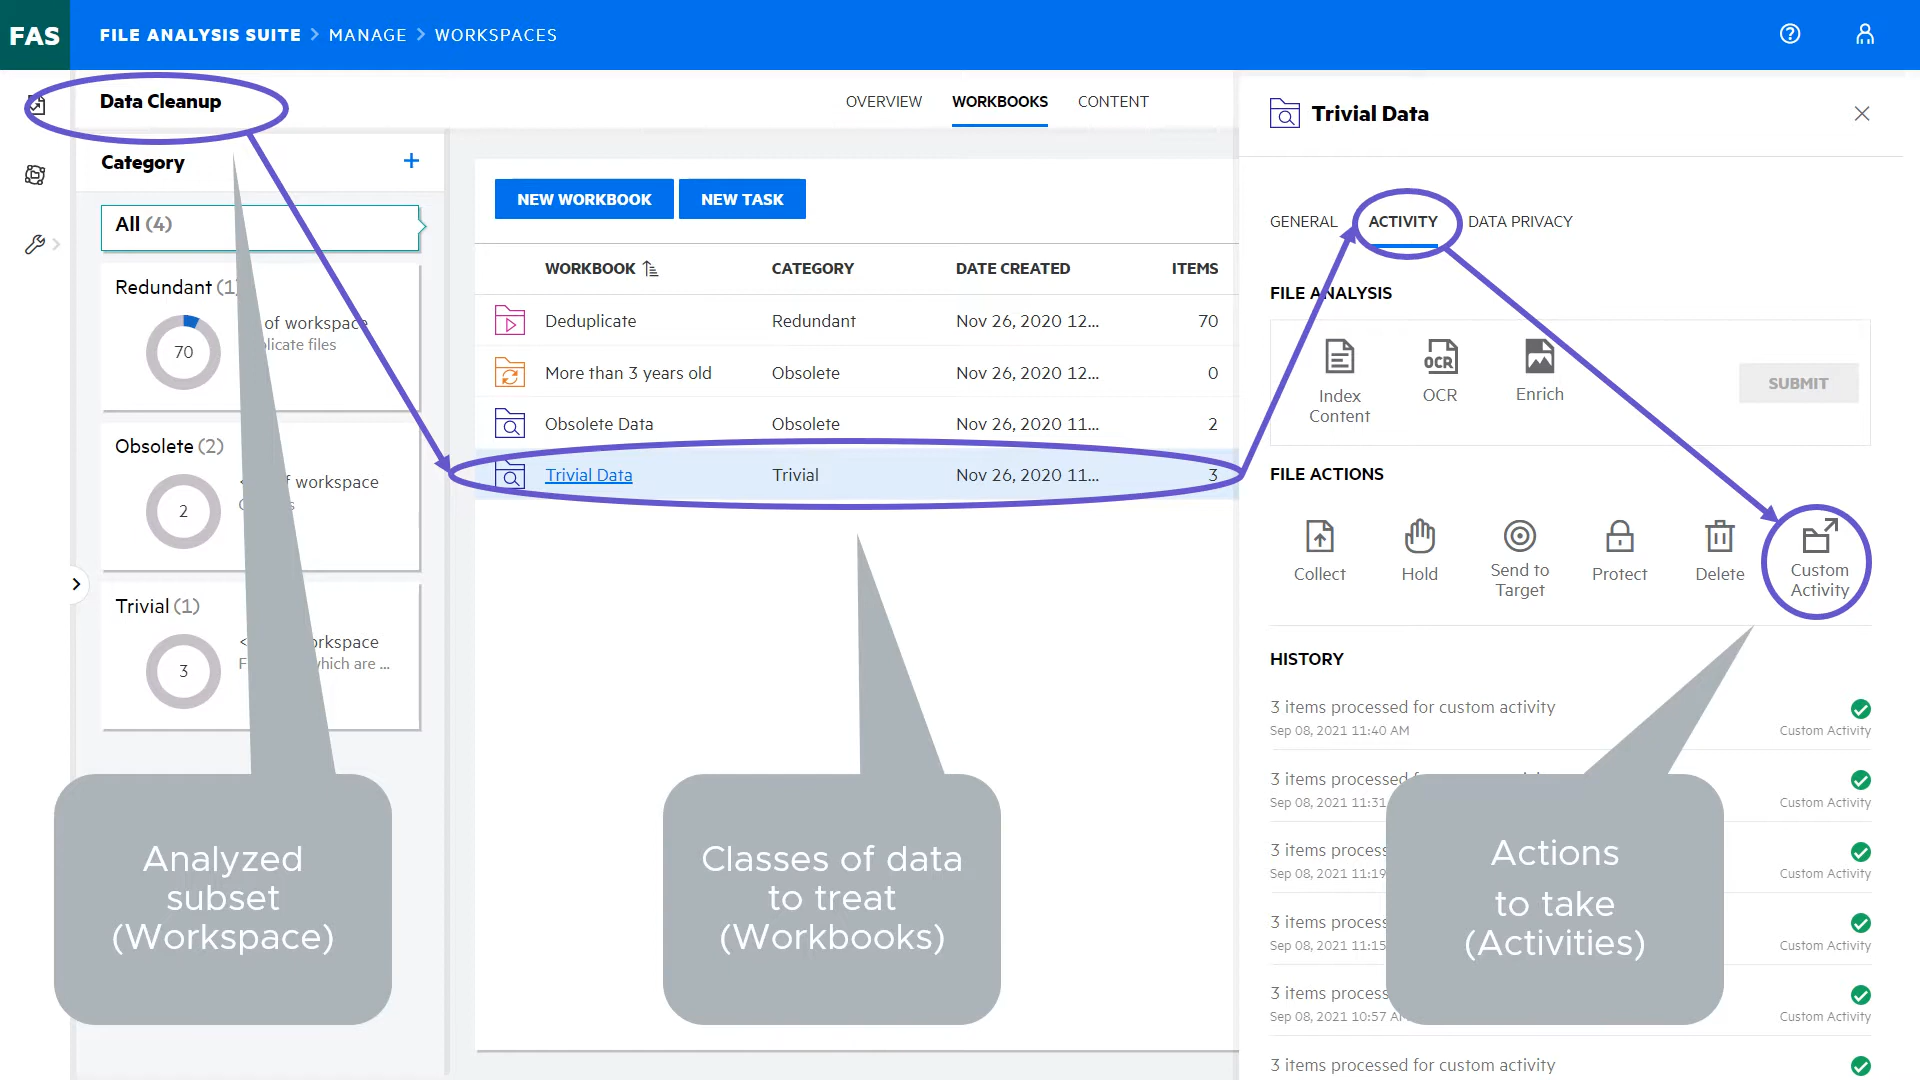 FAS
FILE ANALYSIS SUITE > MANAGE > WORKSPACES
Data Cleanup
OVERVIEW WORKBOOKS CONTENT
Category
All (4)
Redundant (1)
70
of workspace
licate files
Obsolete (2)
2
f workspace
Trivial (1)
3
<
rkspace
F
hich are ...
NEW WORKBOOK NEW TASK
WORKBOOK CATEGORY DATE CREATED ITEMS
Deduplicate Redundant Nov 26, 2020 12... 70
More than 3 years old Obsolete Nov 26, 2020 12... 0
Obsolete Data Obsolete Nov 26, 2020 11... 2
Trivial Data Trivial Nov 26, 2020 11... 3
Trivial Data
GENERAL ACTIVITY DATA PRIVACY
FILE ANALYSIS
Index
Content
OCR
OCR
Enrich
SUBMIT
FILE ACTIONS
Collect
Hold
Send to
Target
Protect
Delete
Custom
Activity
HISTORY
3 items processed for custom activity
Sep 08, 2021 11:40 AM Custom Activity
3 items processed
Sep 08, 2021 11:31 Custom Activity
3 items process
Sep 08, 2021 11:19 Custom Activity
3 items process
Sep 08, 2021 11:15 Custom Activity
3 items process
Sep 08, 2021 10:57 AM Custom Activity
3 items processed for custom activity
Analyzed
subset
(Workspace)
Classes of data
to treat
(Workbooks)
Actions
to take
(Activities)